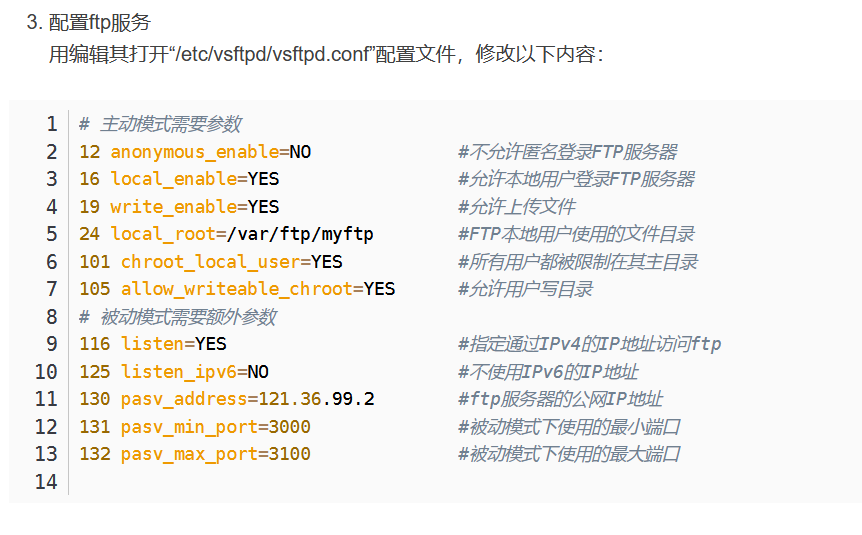 3. 配置ftp服务
用编辑其打开“/etc/vsftpd/vsftpd.conf”配置文件，修改以下内容：
1 # 主动模式需要参数
2 12 anonymous_enable=NO #不允许匿名登录FTP服务器
3 16 local_enable=YES #允许本地用户登录FTP服务器
4 19 write_enable=YES #允许上传文件
5 24 local_root=/var/ftp/myftp #FTP本地用户使用的文件目录
6 101 chroot_local_user=YES #所有用户都被限制在其主目录
7 105 allow_writeable_chroot=YES #允许用户写目录
8 # 被动模式需要额外参数
9 116 listen=YES #指定通过IPv4的IP地址访问ftp
10 125 listen_ipv6=NO #不使用IPv6的IP地址
11 130 pasv_address=121.36.99.2 #ftp服务器的公网IP地址
12 131 pasv_min_port=3000 #被动模式下使用的最小端口
13 132 pasv_max_port=3100 #被动模式下使用的最大端口
14